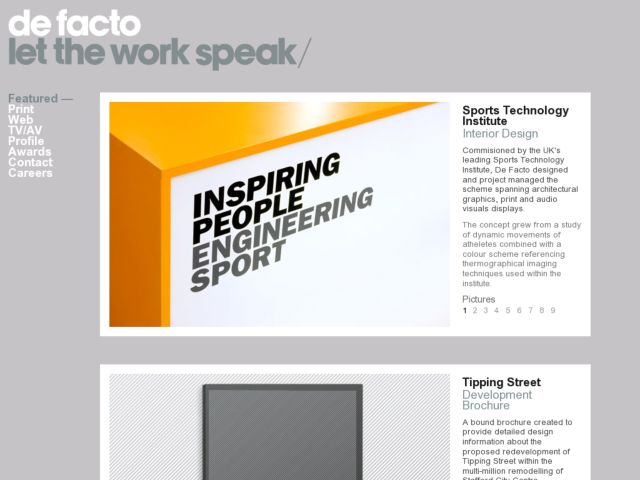 de facto
let the work speak/
Featured —
Print
Web
TV/AV
Profile
Awards
Contact
Careers
INSPIRING
PEOPLE
ENGINEERING
SPORT
Sports Technology
Institute
Interior Design
Commisioned by the UK's
leading Sports Technology
Institute, De Facto designed
and project managed the
scheme spanning architectural
graphics, print and audio
visuals displays.
The concept grew from a study
of dynamic movements of
atheletes combined with a
colour scheme referencing
thermographical imaging
techniques used within the
institute.
Pictures
1 2 3 4 5 6 7 8 9
Tipping Street
Development
Brochure
A bound brochure created to
provide detailed design
information about the
proposed redevelopment of
Tipping Street within the
multi-million remodelling of
Stafford City Centre